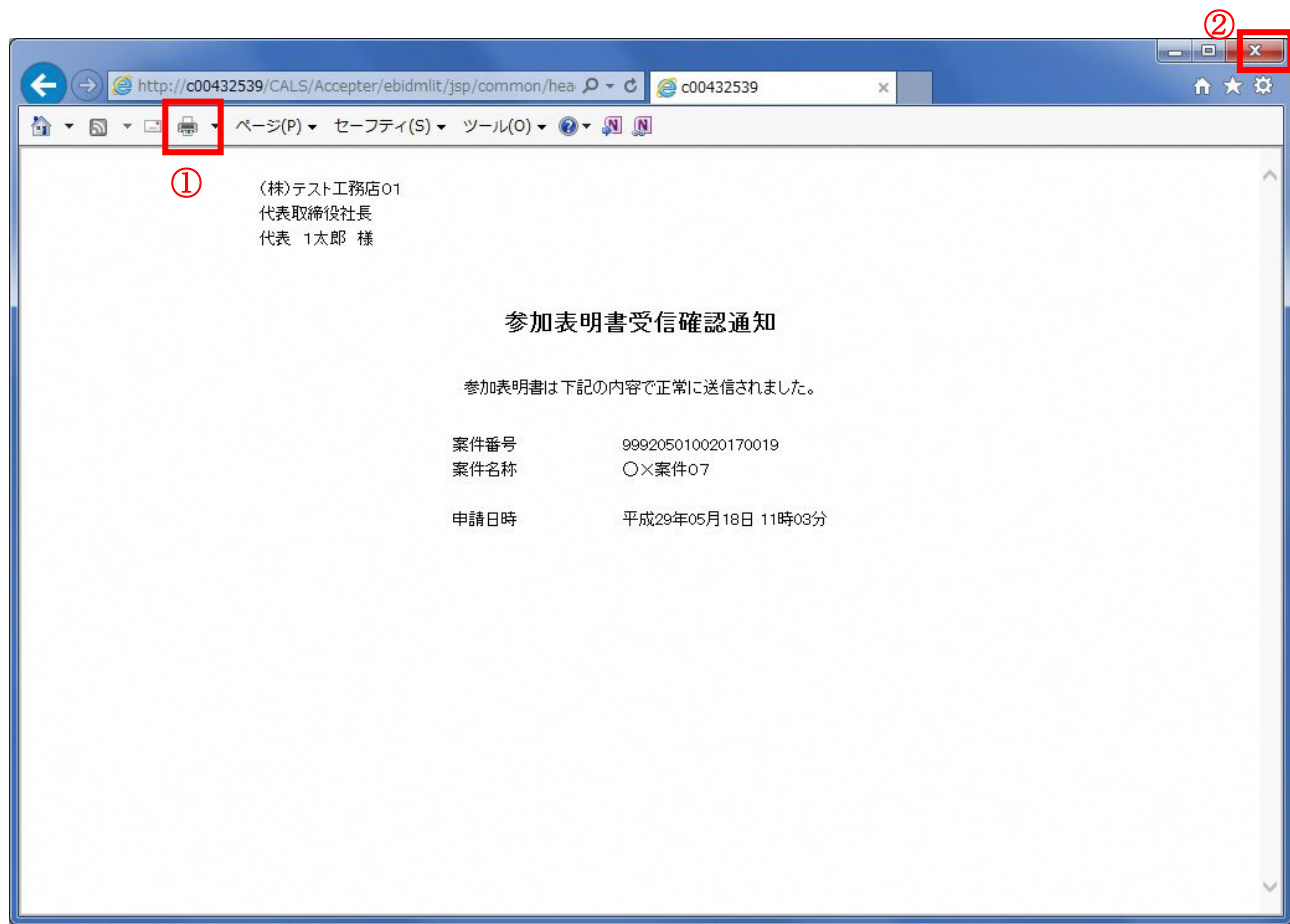 ②
http://c00432539/CALS/Accepter/ebidmlit/jsp/common/hea
c00432539
ページ(P) セーフティ(S) ツール(O)
①
(株)テスト工務店01
代表取締役社長
代表 1太郎 様
参加表明書受信確認通知
参加表明書は下記の内容で正常に送信されました。
案件番号 999205010020170019
案件名称 〇×案件07
申請日時 平成29年05月18日 11時03分